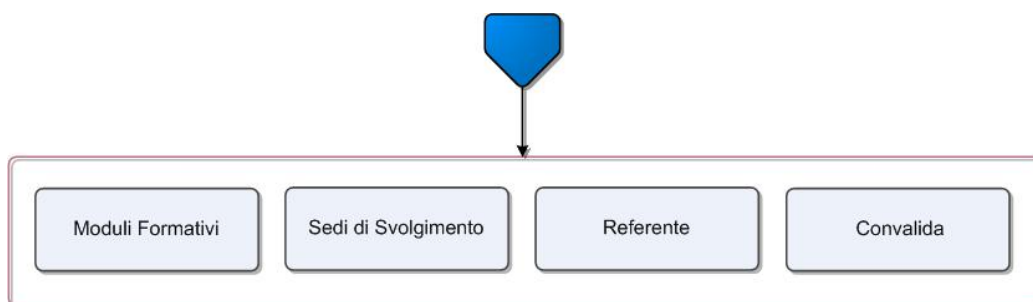 Moduli Formativi
Sedi di Svolgimento
Referente
Convalida